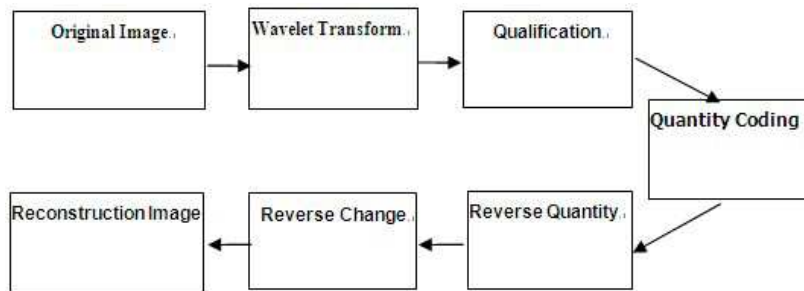 Original Image
Wavelet Transform
Qualification
Quantity Coding
Reconstruction Image
Reverse Change
Reverse Quantity